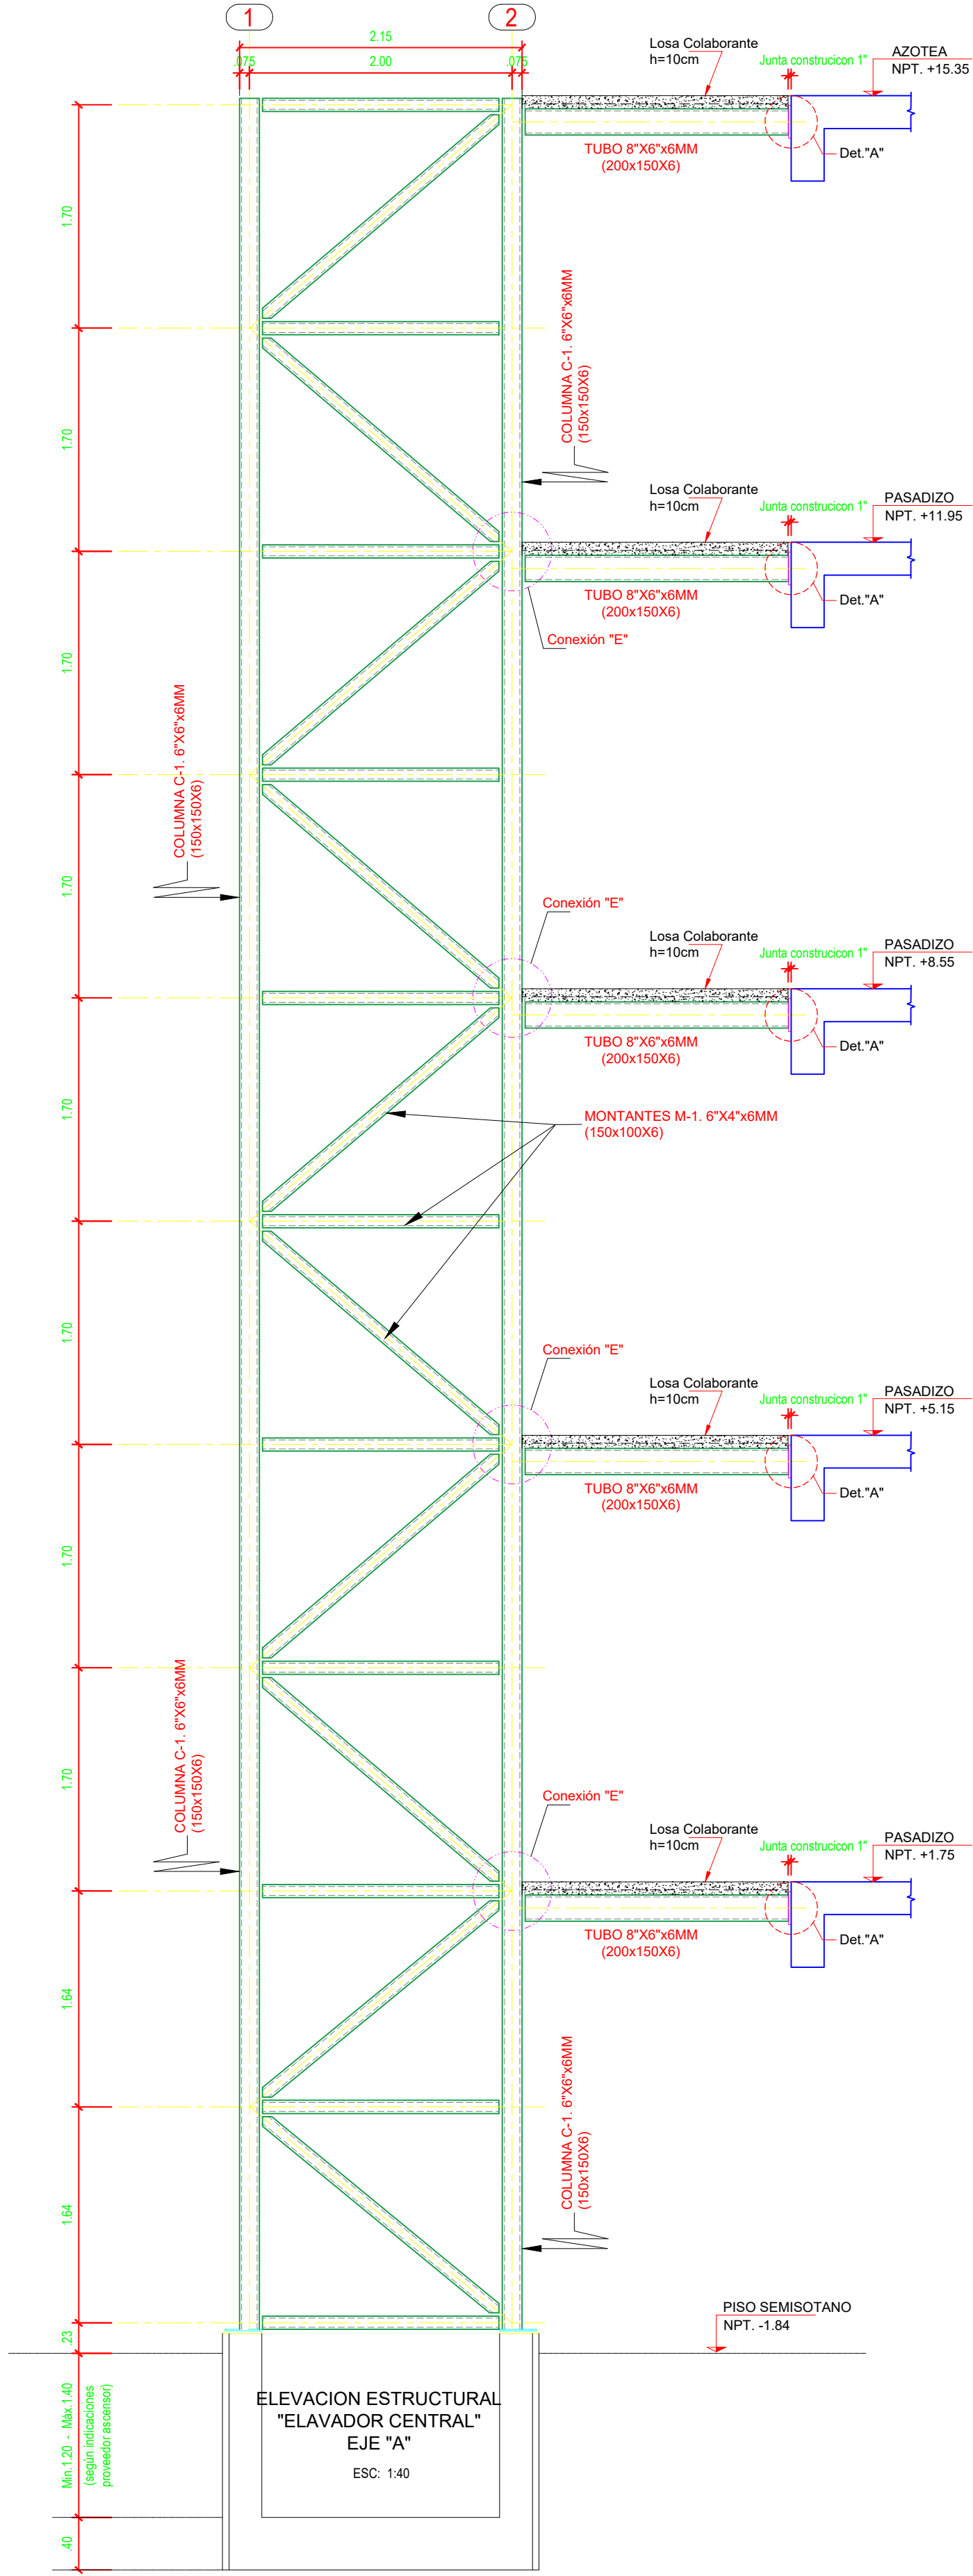 1
2
2.15
.075
2.00
.075
Losa Colaborante
h=10cm
Junta construcicon 1"
AZOTEA
NPT. +15.35
TUBO 8"X6"x6MM
(200x150X6)
Det."A"
1.70
COLUMNA C-1. 6"X6"x6MM
(150x150X6)
1.70
Losa Colaborante
h=10cm
Junta construcicon 1"
PASADIZO
NPT. +11.95
TUBO 8"X6"x6MM
(200x150X6)
Det."A"
Conexión "E"
1.70
COLUMNA C-1. 6"X6"x6MM
(150x150X6)
1.70
Conexión "E"
Losa Colaborante
h=10cm
Junta construcicon 1"
PASADIZO
NPT. +8.55
TUBO 8"X6"x6MM
(200x150X6)
Det."A"
1.70
MONTANTES M-1. 6"X4"x6MM
(150x100X6)
1.70
Conexión "E"
Losa Colaborante
h=10cm
Junta construcicon 1"
PASADIZO
NPT. +5.15
TUBO 8"X6"x6MM
(200x150X6)
Det."A"
1.70
COLUMNA C-1. 6"X6"x6MM
(150x150X6)
1.70
Conexión "E"
Losa Colaborante
h=10cm
Junta construcicon 1"
PASADIZO
NPT. +1.75
TUBO 8"X6"x6MM
(200x150X6)
Det."A"
1.64
COLUMNA C-1. 6"X6"x6MM
(150x150X6)
1.64
PISO SEMISOTANO
NPT. -1.84
.23
Min.1.20 - Máx.1.40
(según indicaciones
proveedor ascensor)
ELEVACION ESTRUCTURAL
"ELAVADOR CENTRAL"
EJE "A"
ESC: 1:40
.40